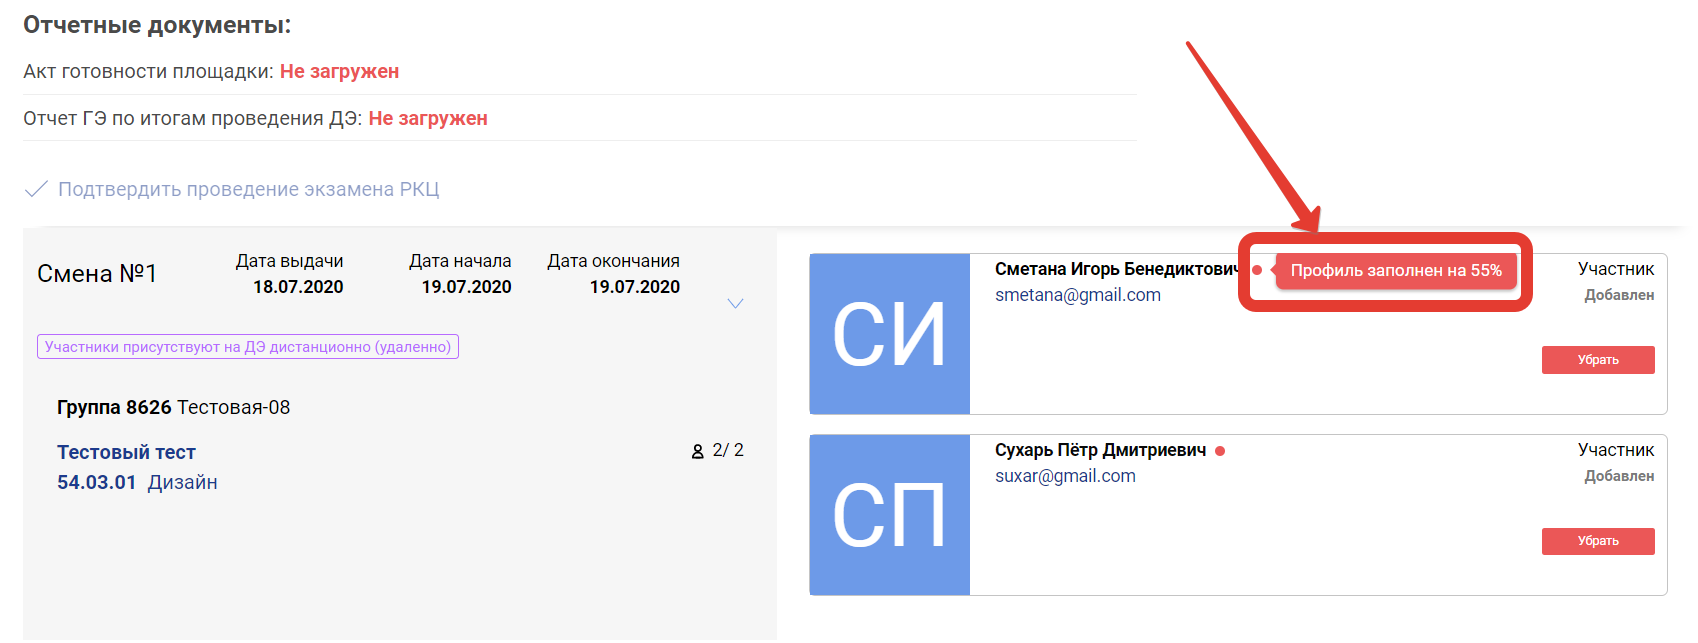 Отчетные документы:
Акт готовности площадки: Не загружен
Отчет ГЭ по итогам проведения ДЭ: Не загружен
Подтвердить проведение экзамена РКЦ
Смена №1
Дата выдачи
18.07.2020
Дата начала
19.07.2020
Дата окончания
19.07.2020
Участники присутствуют на ДЭ дистанционно (удаленно)
Группа 8626 Тестовая-08
Тестовый тест
2/ 2
54.03.01 Дизайн
СИ
Сметана Игорь Бенедиктович
Профиль заполнен на 55%
smetana@gmail.com
Участник
Добавлен
Убрать
СП
Сухарь Пётр Дмитриевич
suxar@gmail.com
Участник
Добавлен
Убрать